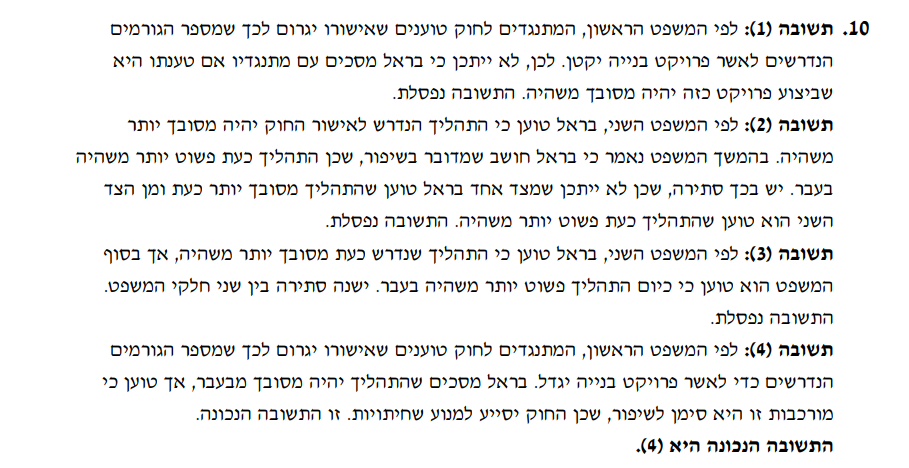 10. תשובה (1): לפי המשפט הראשון, המתנגדים לחוק טוענים שאישורו יגרום לכך שמספר הגורמים
הנדרשים לאשר פרויקט בנייה יקטן. לכן, לא ייתכן כי בראל מסכים עם מתנגדיו אם טענתו היא
שביצוע פרויקט כזה יהיה מסובך משהיה. התשובה נפסלת.
תשובה (2): לפי המשפט השני, בראל טוען כי התהליך הנדרש לאישור החוק יהיה מסובך יותר
משהיה. בהמשך המשפט נאמר כי בראל חושב שמדובר בשיפור, שכן התהליך כעת פשוט יותר משהיה
בעבר. יש בכך סתירה, שכן לא ייתכן שמצד אחד בראל טוען שהתהליך מסובך יותר כעת ומן הצד
השני הוא טוען שהתהליך כעת פשוט יותר משהיה. התשובה נפסלת.
תשובה (3): לפי המשפט השני, בראל טוען כי התהליך שנדרש כעת מסובך יותר משהיה, אך בסוף
המשפט הוא טוען כי כיום התהליך פשוט יותר משהיה בעבר. ישנה סתירה בין שני חלקי המשפט.
התשובה נפסלת.
תשובה (4): לפי המשפט הראשון, המתנגדים לחוק טוענים שאישורו יגרום לכך שמספר הגורמים
הנדרשים כדי לאשר פרויקט בנייה יגדל. בראל מסכים שהתהליך יהיה מסובך מבעבר, אך טוען כי
מורכבות זו היא סימן לשיפור, שכן החוק יסייע למנוע שחיתויות. זו התשובה הנכונה.
התשובה הנכונה היא (4).